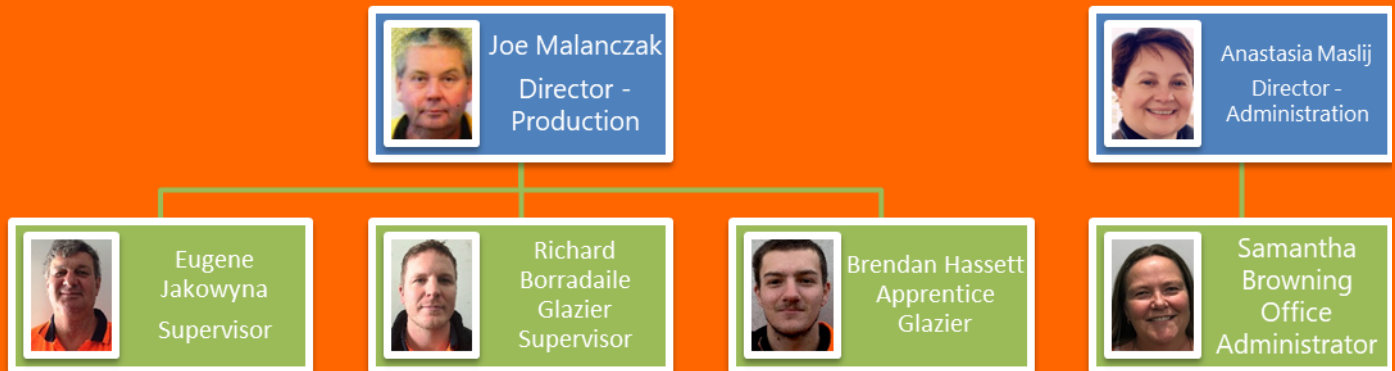 Joe Malanczak
Director -
Production
Anastasia Maslij
Director -
Administration
Eugene
Jakowyna
Supervisor
Richard
Borradaile
Glazier
Supervisor
Brendan Hassett
Apprentice
Glazier
Samantha
Browning
Office
Administrator